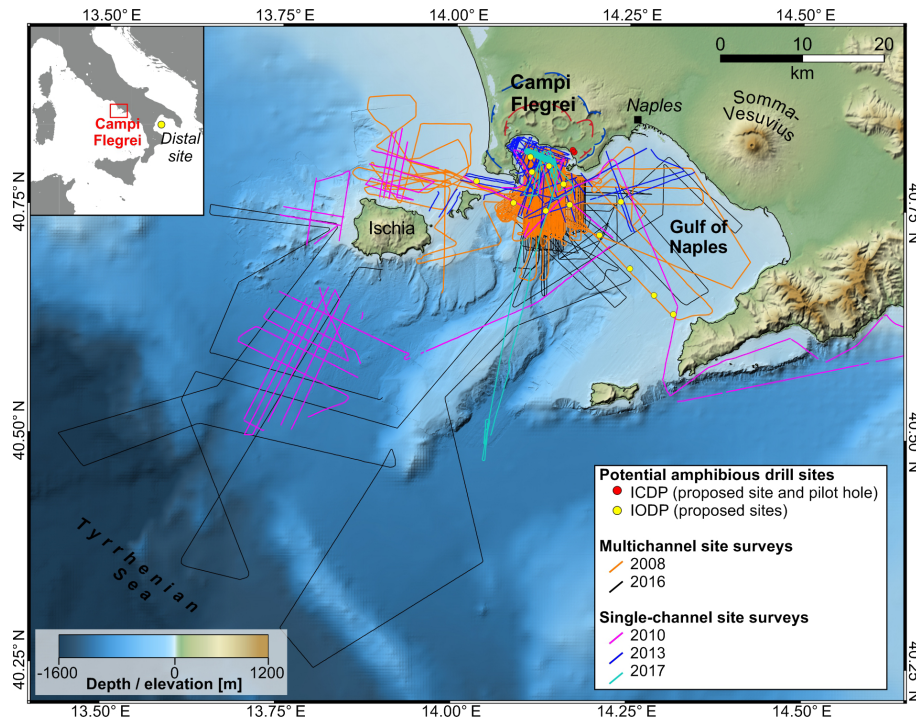 13.50° E 13.75° E 14.00° E 14.25° E 14.50° E
0 10 20
km
Campi
Flegrei
Naples
Somma-
Vesuvius
Campi
Flegrei
Distal
site
40.75° N
40.75° N
Ischia
Gulf of
Naples
40.50° N
40.50° N
Tyrrhenian
Sea
Potential amphibious drill sites
ICDP (proposed site and pilot hole)
IODP (proposed sites)
Multichannel site surveys
2008
2016
Single-channel site surveys
2010
2013
2017
-1600 0 1200
Depth / elevation [m]
40.25° N
40.25° N
13.50° E 13.75° E 14.00° E 14.25° E 14.50° E